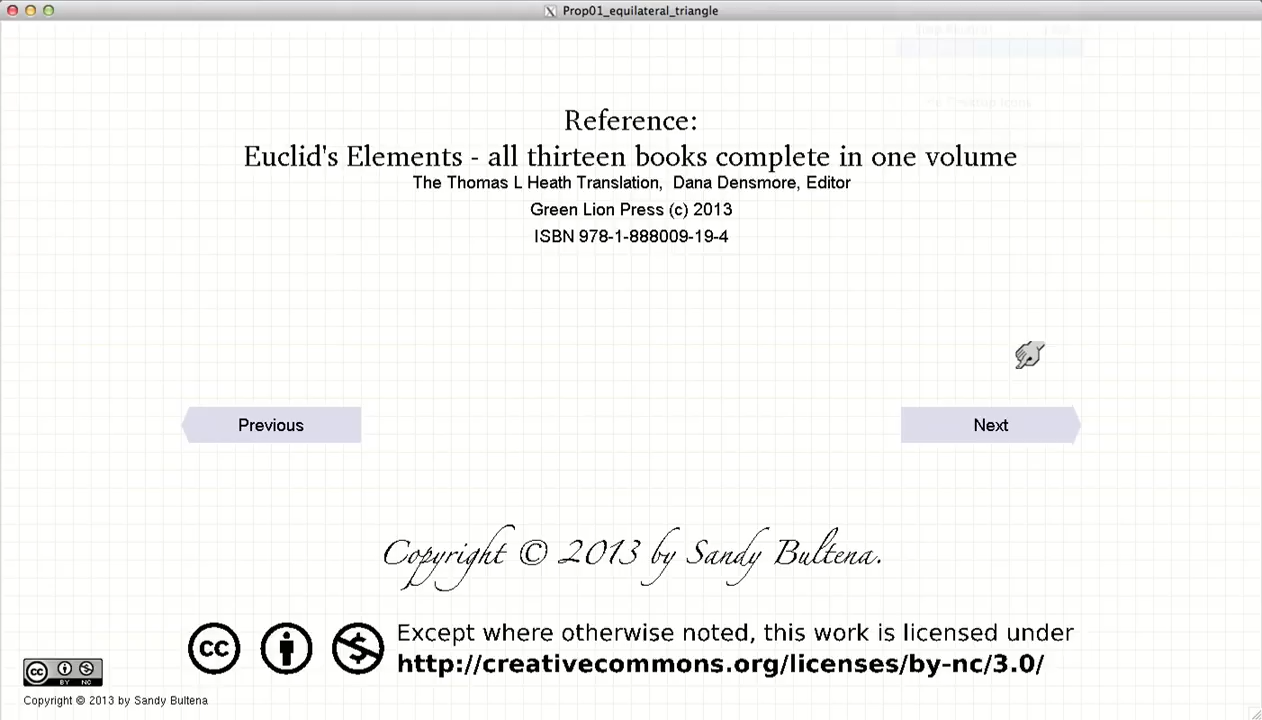 Prop01_equilateral_triangle
Reference:
Euclid's Elements - all thirteen books complete in one volume
The Thomas L Heath Translation, Dana Densmore, Editor
Green Lion Press (c) 2013
ISBN 978-1-888009-19-4
Previous
Next
Copyright © 2013 by Sandy Bultena.
Except where otherwise noted, this work is licensed under
http://creativecommons.org/licenses/by-nc/3.0/
Copyright © 2013 by Sandy Bultena